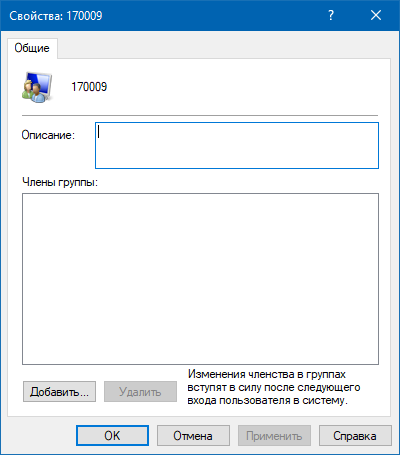 Свойства: 170009
?
Общие
170009
Описание:
Члены группы:
Добавить...
Удалить
Изменения членства в группах
вступят в силу после следующего
входа пользователя в систему.
ОК
Отмена
Применить
Справка